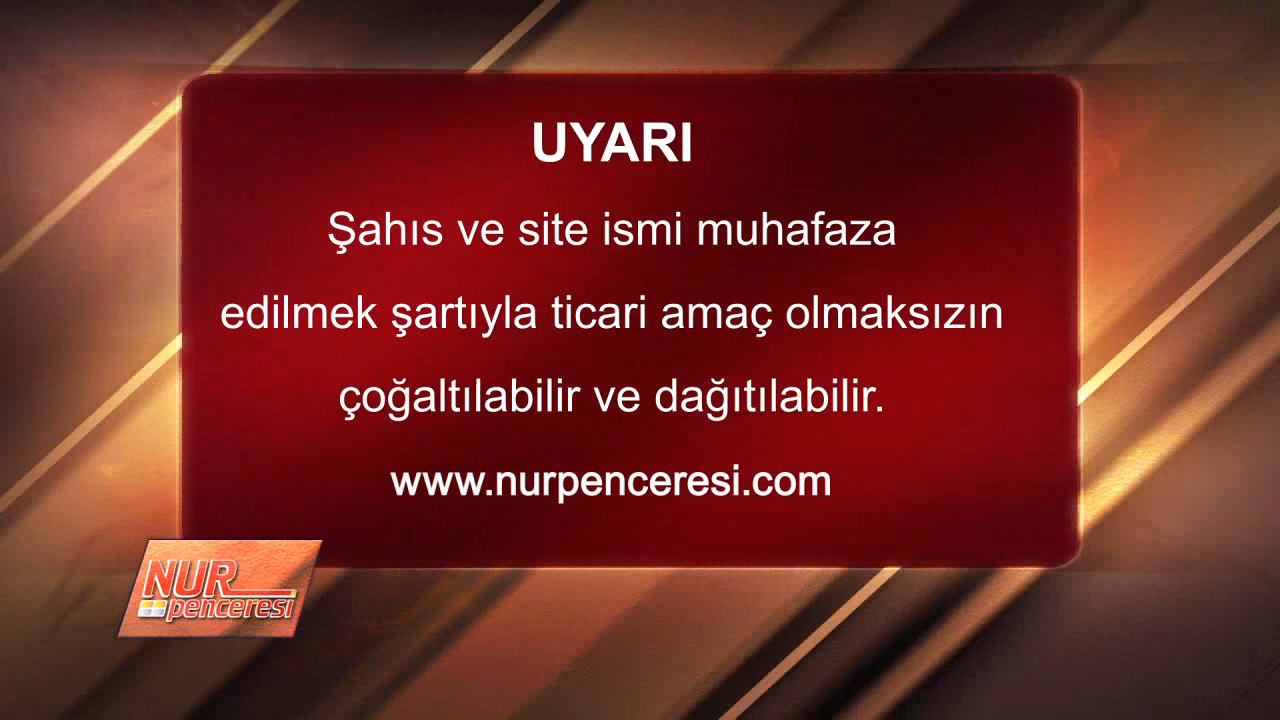 UYARI
Şahıs ve site ismi muhafaza
edilmek şartıyla ticari amaç olmaksızın
çoğaltılabilir ve dağıtılabilir.
www.nurpenceresi.com
NUR
penceresi